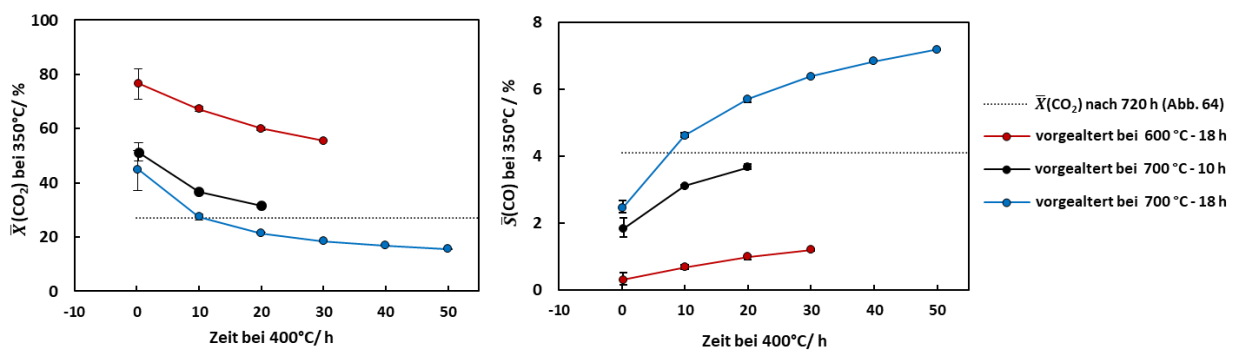 100
80
60
40
20
0
-10 0 10 20 30 40 50
X̅(CO₂) bei 350°C/ %
Zeit bei 400°C/ h
8
6
4
2
0
-10 0 10 20 30 40 50
S̅(CO) bei 350°C/ %
Zeit bei 400°C/ h
X̅(CO₂) nach 720 h (Abb. 64)
vorgealtert bei 600 °C - 18 h
vorgealtert bei 700 °C - 10 h
vorgealtert bei 700 °C - 18 h